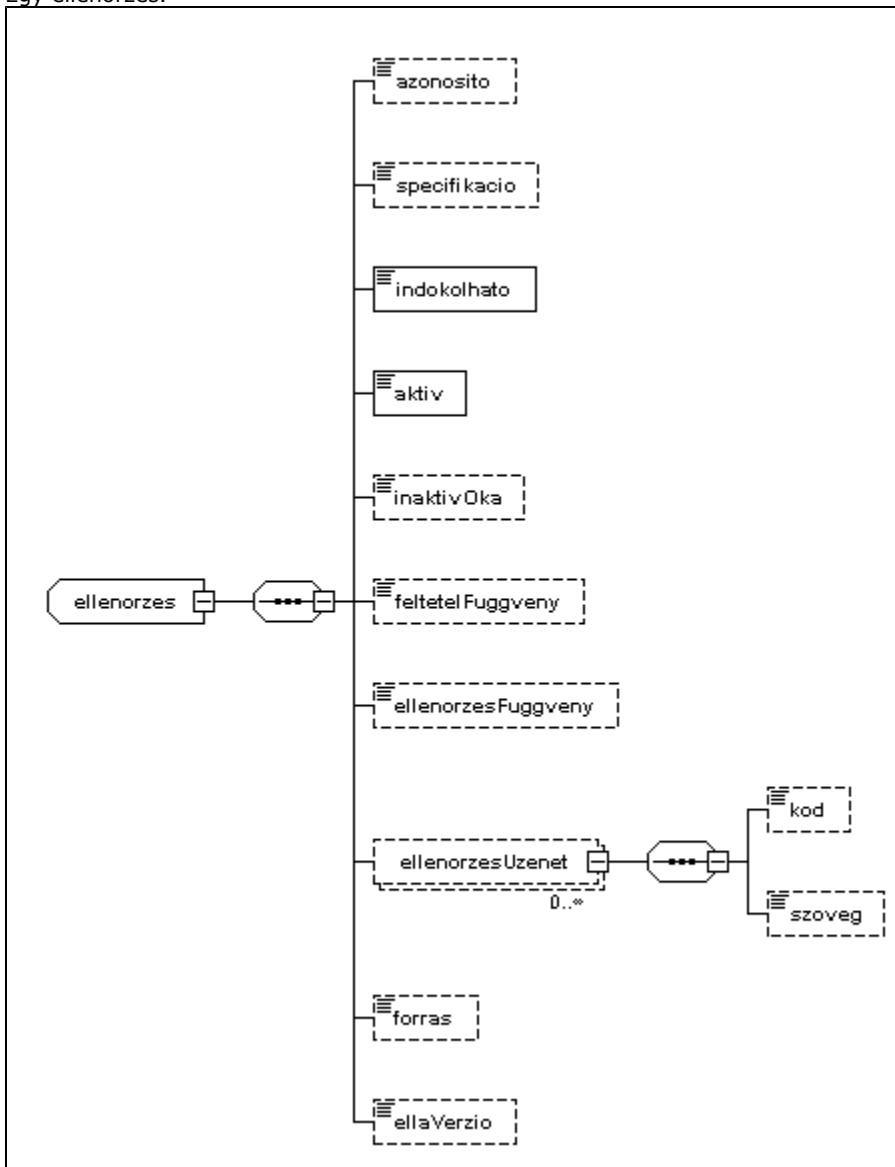 Egy ellenőrzés.
azonosito
specifikacio
indokolhato
aktiv
inaktivOka
feltetelFuggveny
ellenorzes
ellenorzesFuggveny
kod
ellenorzesUzenet
0..∞
szoveg
forras
ellaVerzio